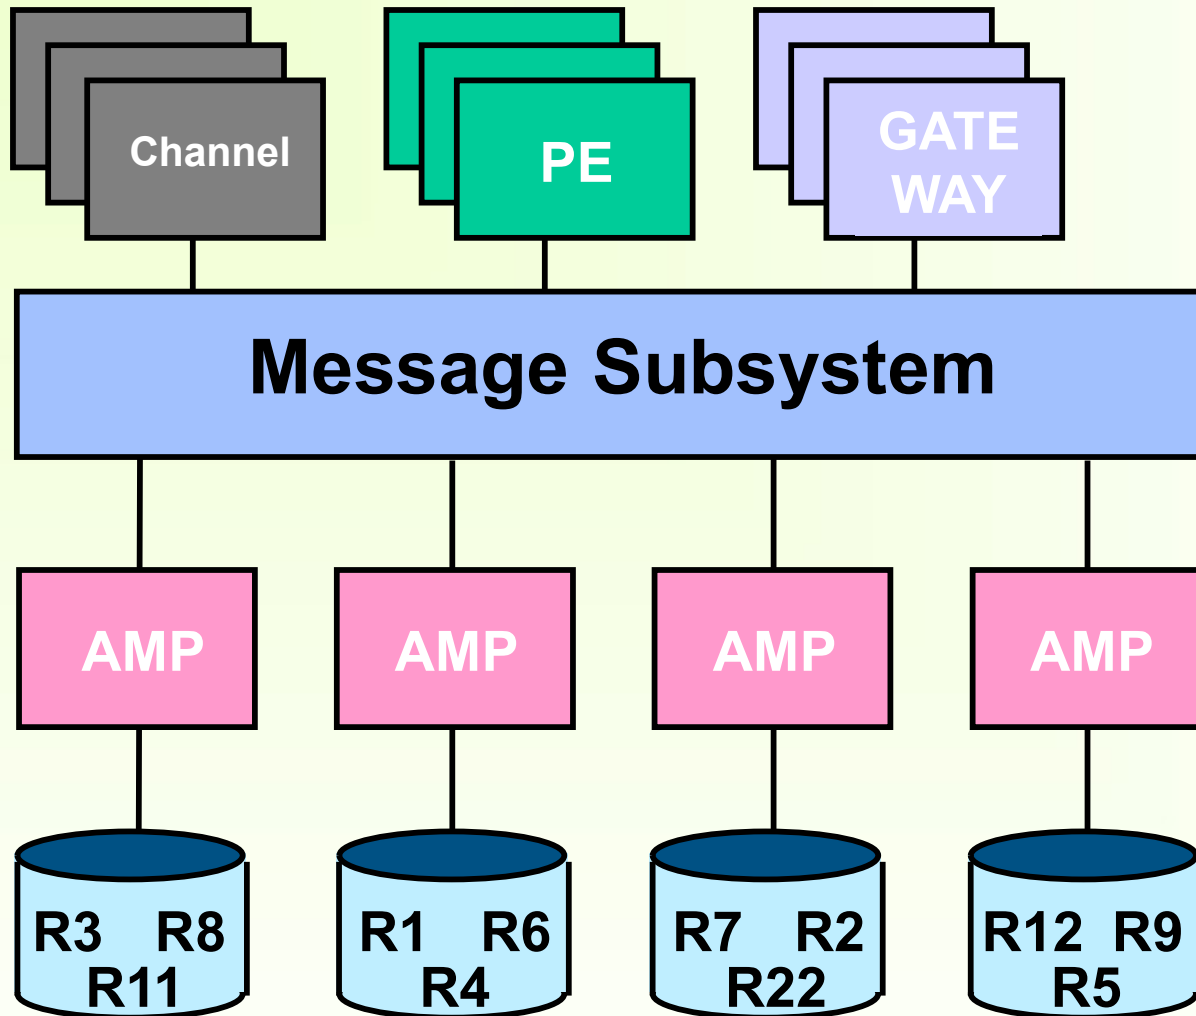 Channel
PE
GATE
WAY
Message Subsystem
AMP AMP AMP AMP
R3 R8 R1 R6 R7 R2 R12 R9
R11 R4 R22 R5